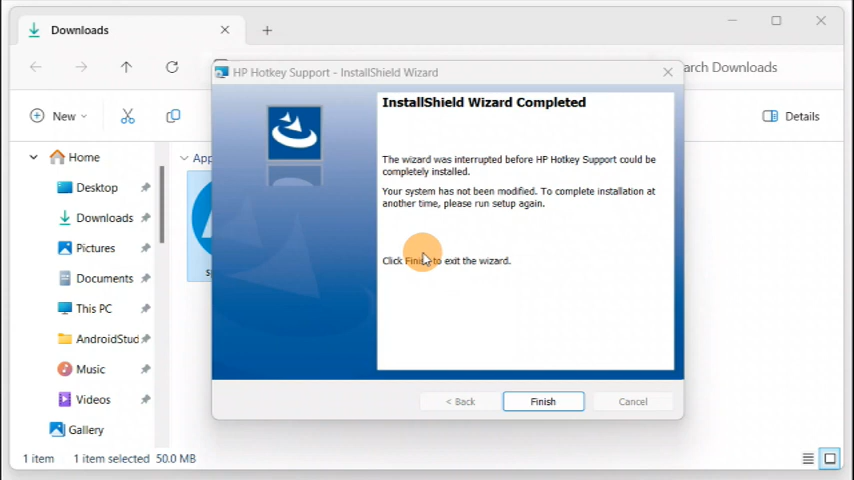 Downloads
arch Downloads
New
Details
Home
App
Desktop
Downloads
Pictures
Documents
This PC
AndroidStud
Music
Videos
Gallery
1 item 1 item selected 50.0 MB
HP Hotkey Support - InstallShield Wizard
InstallShield Wizard Completed
The wizard was interrupted before HP Hotkey Support could be
completely installed.
Your system has not been modified. To complete installation at
another time, please run setup again.
Click Finish to exit the wizard.
< Back
Finish
Cancel